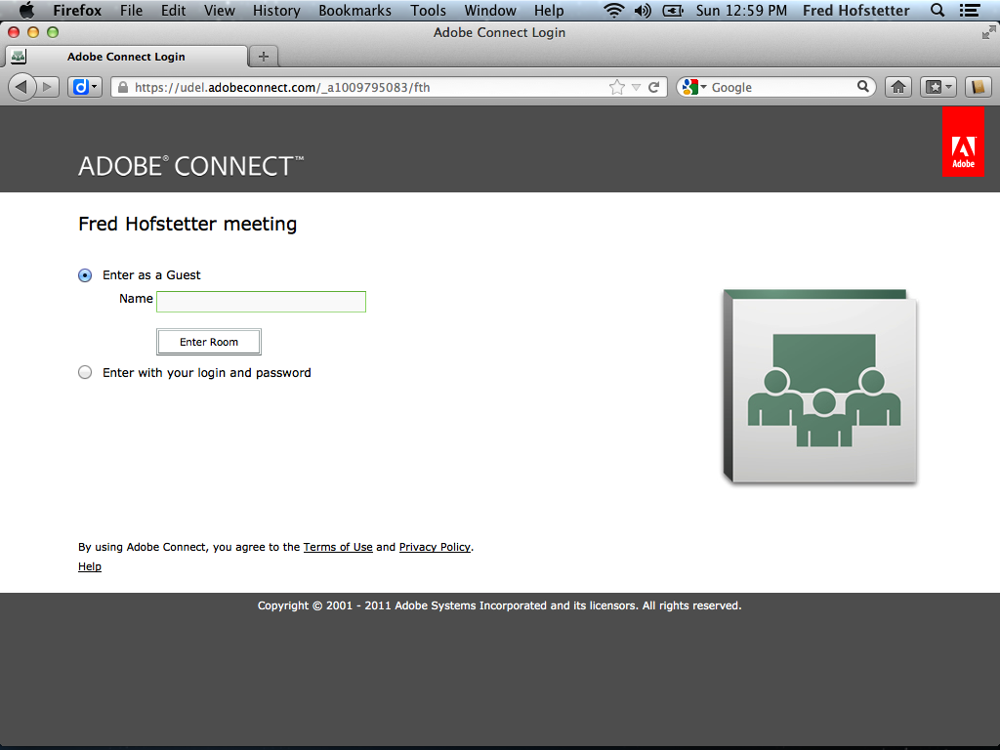 Firefox File Edit View History Bookmarks Tools Window Help Sun 12:59 PM Fred Hofstetter
Adobe Connect Login
Adobe Connect Login
https://udel.adobeconnect.com/_a1009795083/fth Google
ADOBE® CONNECT™
Adobe
Fred Hofstetter meeting
Enter as a Guest
Name
Enter Room
Enter with your login and password
By using Adobe Connect, you agree to the Terms of Use and Privacy Policy.
Help
Copyright © 2001 - 2011 Adobe Systems Incorporated and its licensors. All rights reserved.